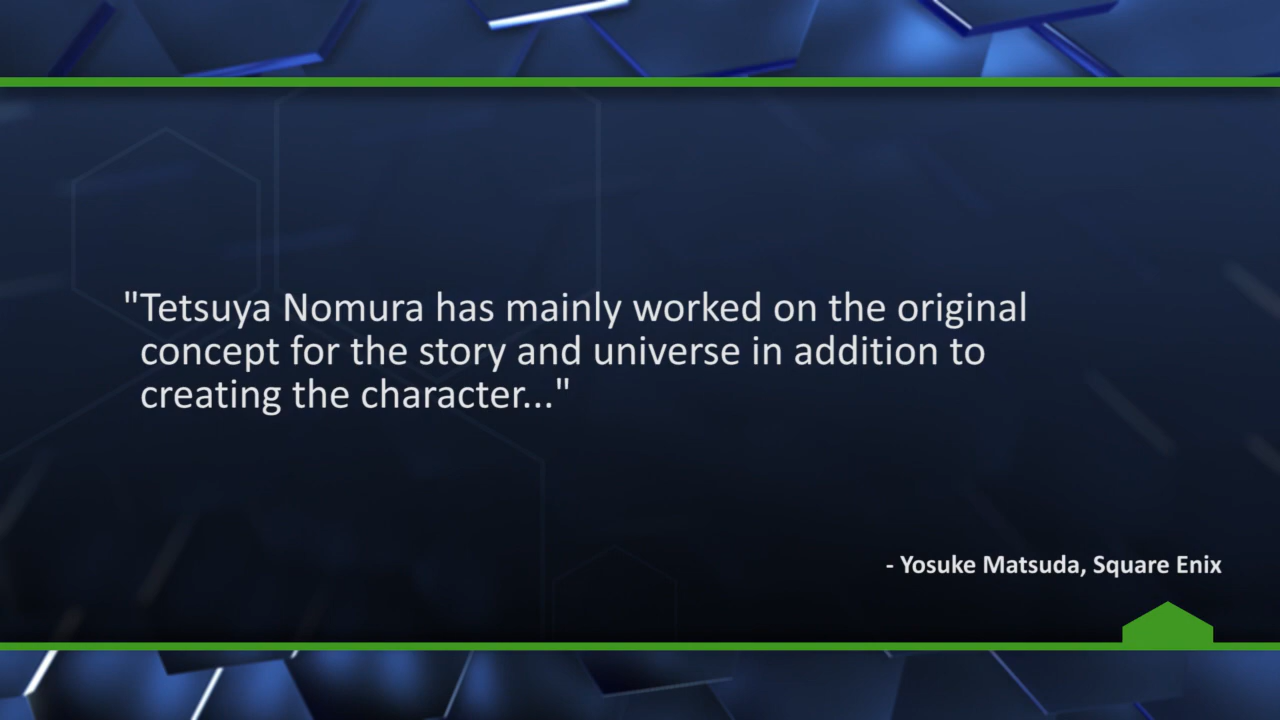 "Tetsuya Nomura has mainly worked on the original
concept for the story and universe in addition to
creating the character..."
- Yosuke Matsuda, Square Enix